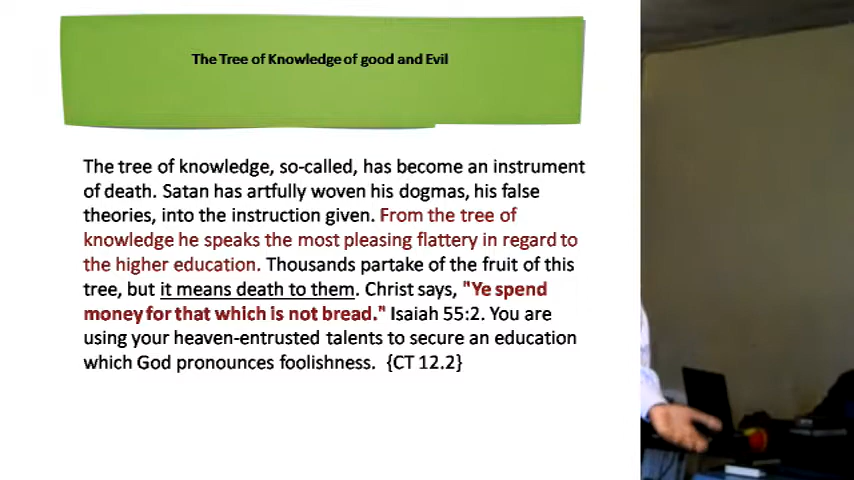 The Tree of Knowledge of good and Evil
The tree of knowledge, so-called, has become an instrument
of death. Satan has artfully woven his dogmas, his false
theories, into the instruction given. From the tree of
knowledge he speaks the most pleasing flattery in regard to
the higher education. Thousands partake of the fruit of this
tree, but it means death to them. Christ says, "Ye spend
money for that which is not bread." Isaiah 55:2. You are
using your heaven-entrusted talents to secure an education
which God pronounces foolishness.  {CT 12.2}